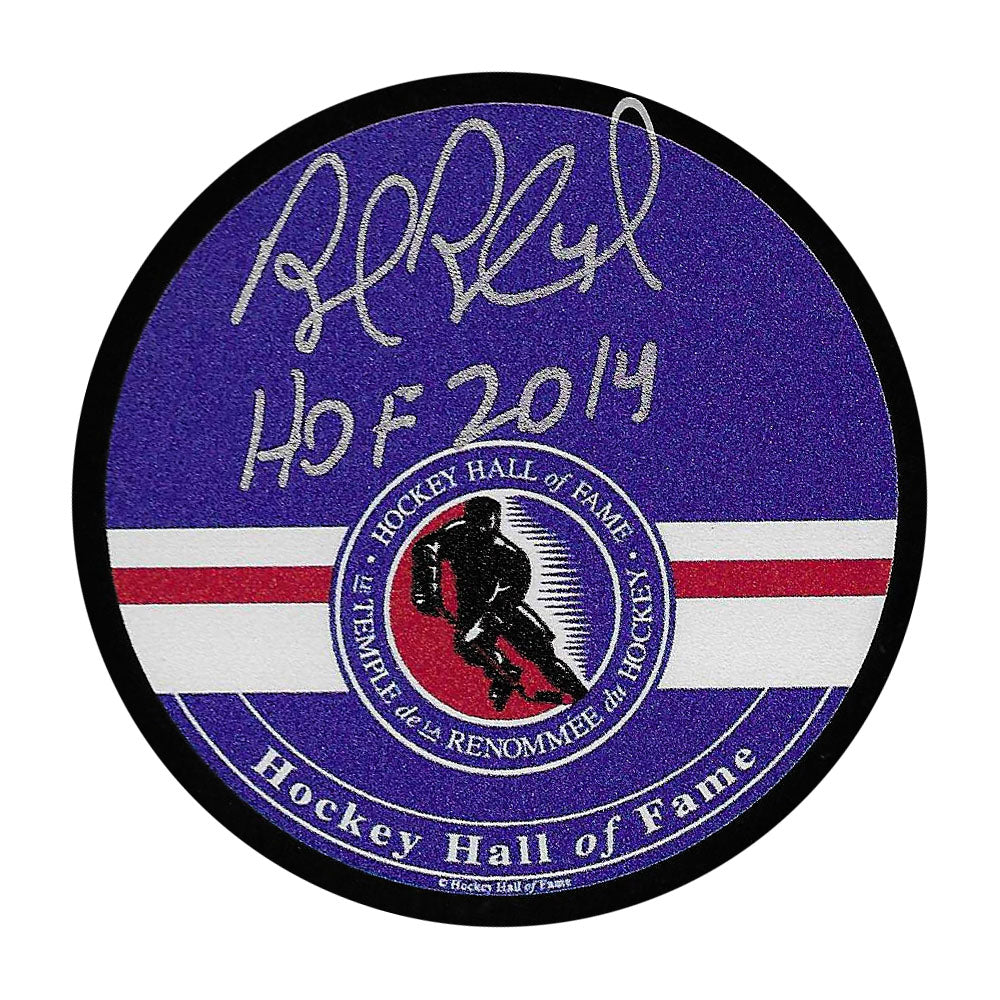 HOF 2014
HOCKEY HALL of FAME
LE TEMPLE de LA RENOMMÉE du HOCKEY
Hockey Hall of Fame
© Hockey Hall of Fame